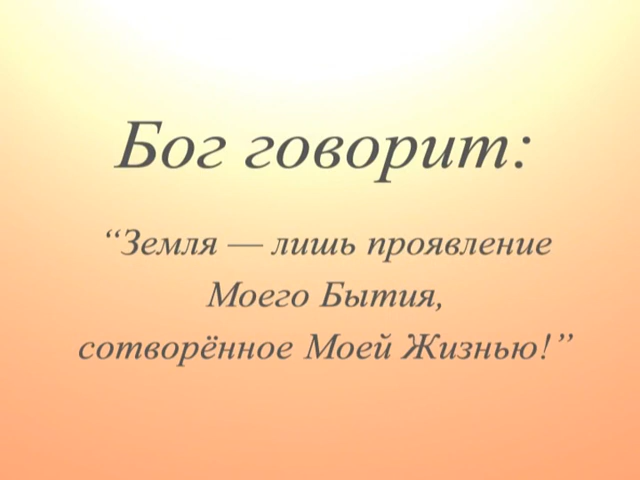 Бог говорит:
“Земля — лишь проявление
Моего Бытия,
сотворённое Моей Жизнью!”